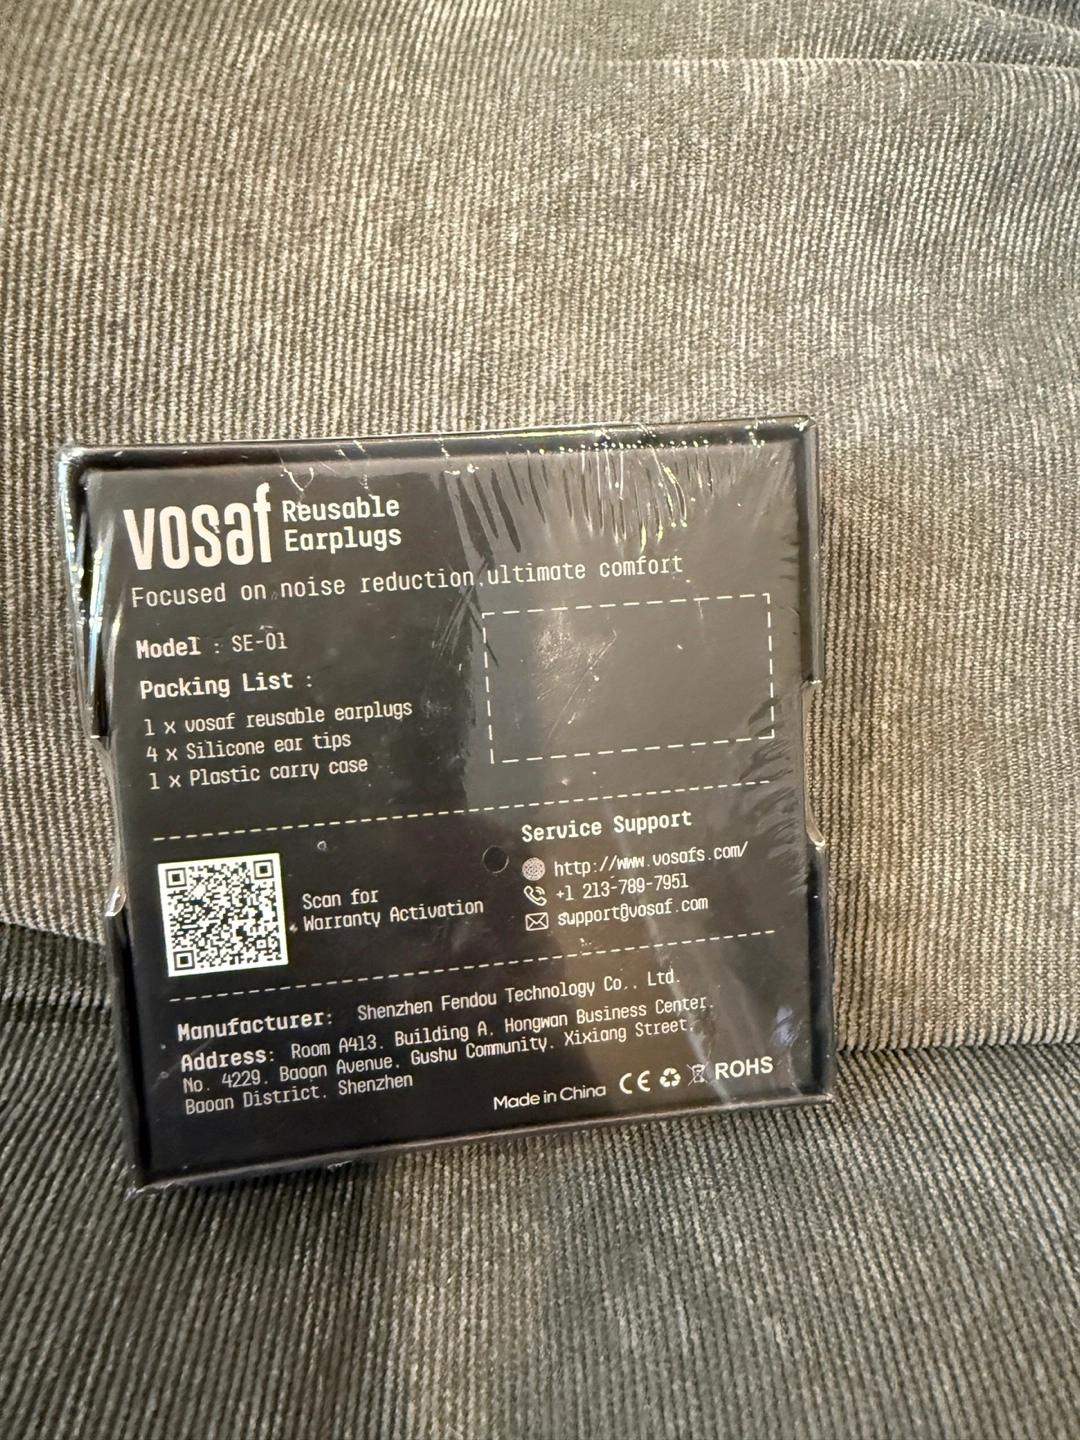 vosaf Reusable
Earplugs
Focused on noise reduction,ultimate comfort
Model : SE-01
Packing List :
1 x vosaf reusable earplugs
4 x Silicone ear tips
1 x Plastic carry case
Scan for
Warranty Activation
Service Support
http://www.vosafs.com/
+1 213-789-7951
support@vosaf.com
Manufacturer: Shenzhen Fendou Technology Co., Ltd.
Address: Room A413, Building A, Hongwan Business Center,
No. 4229, Baoan Avenue, Gushu Community, Xixiang Street,
Baoan District, Shenzhen
Made in China CE ROHS